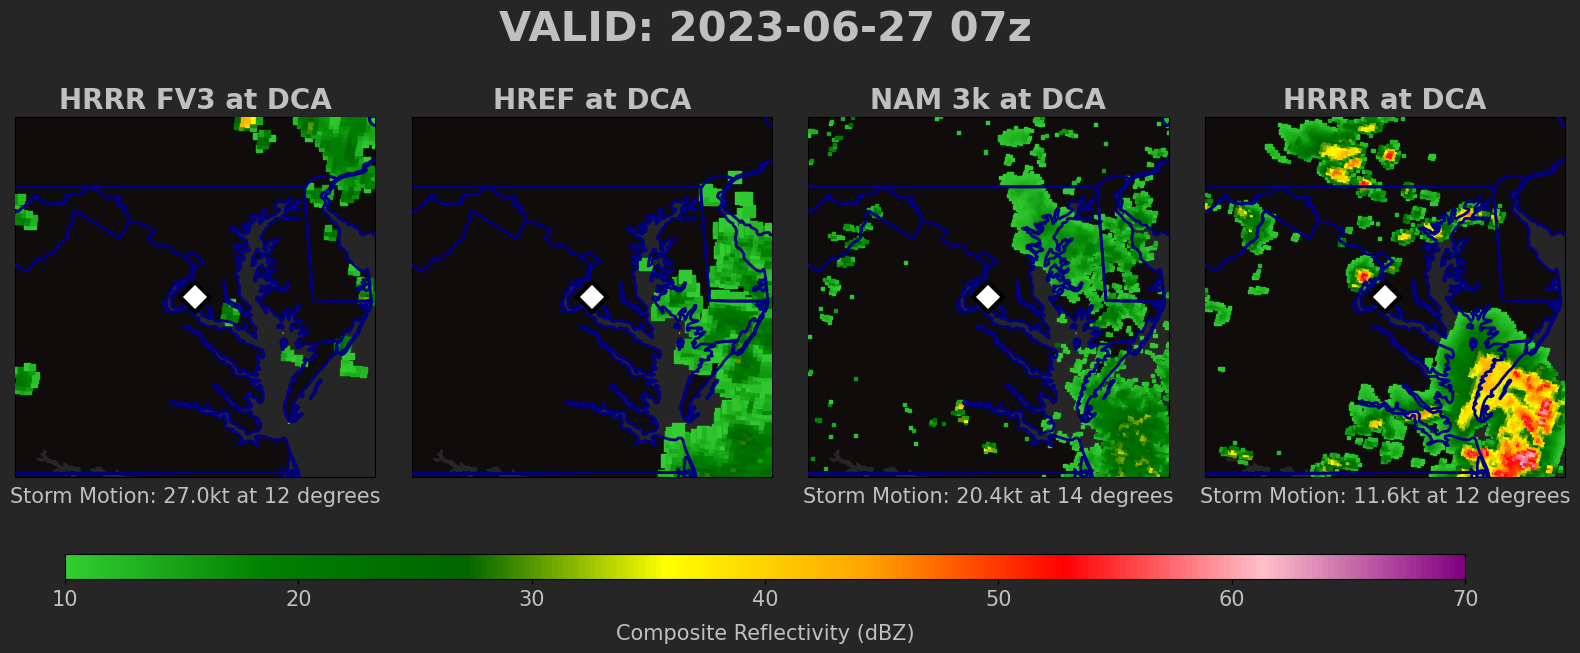 VALID: 2023-06-27 07z
HRRR FV3 at DCA
HREF at DCA
NAM 3k at DCA
HRRR at DCA
Storm Motion: 27.0kt at 12 degrees
Storm Motion: 20.4kt at 14 degrees
Storm Motion: 11.6kt at 12 degrees
10 20 30 40 50 60 70
Composite Reflectivity (dBZ)